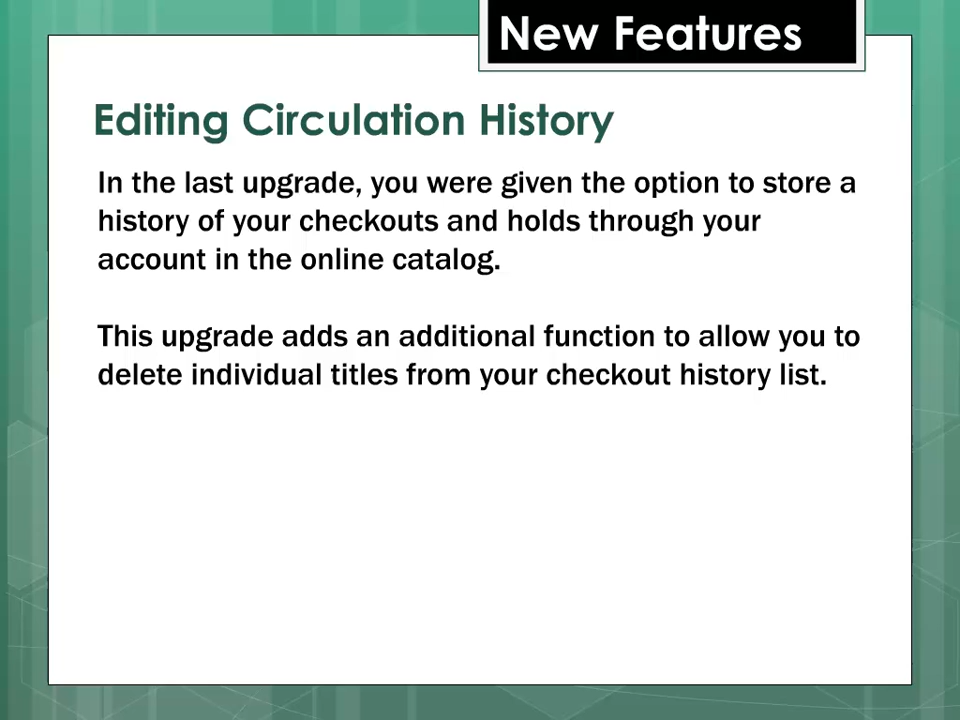 New Features
Editing Circulation History
In the last upgrade, you were given the option to store a
history of your checkouts and holds through your
account in the online catalog.
This upgrade adds an additional function to allow you to
delete individual titles from your checkout history list.